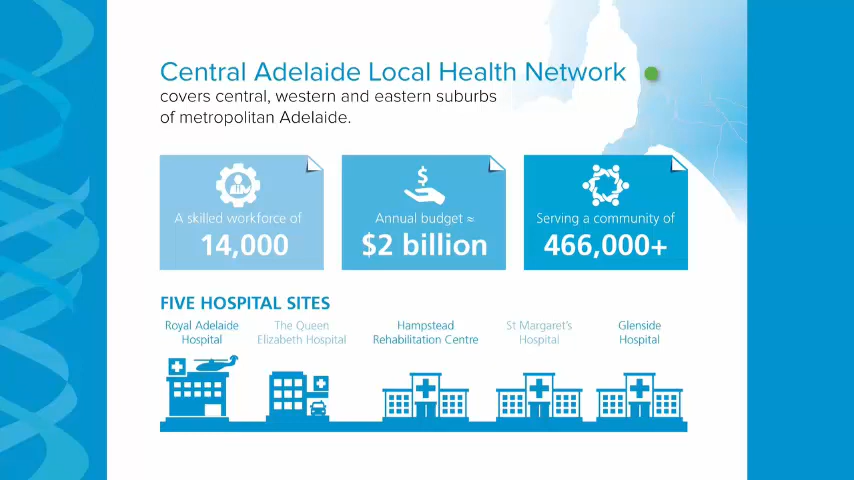 Central Adelaide Local Health Network
covers central, western and eastern suburbs
of metropolitan Adelaide.
A skilled workforce of
14,000
Annual budget ≈
$2 billion
Serving a community of
466,000+
FIVE HOSPITAL SITES
Royal Adelaide
Hospital
The Queen
Elizabeth Hospital
Hampstead
Rehabilitation Centre
St Margaret's
Hospital
Glenside
Hospital
$